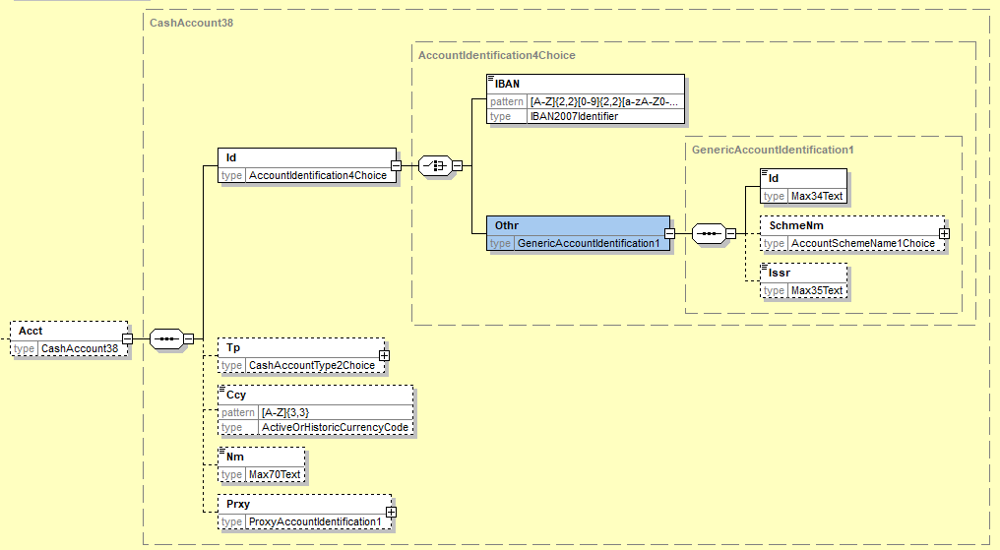 CashAccount38
AccountIdentification4Choice
IBAN
pattern [A-Z]{2,2}[0-9]{2,2}[a-zA-Z0-...
type IBAN2007Identifier
GenericAccountIdentification1
Id
type AccountIdentification4Choice
Id
type Max34Text
Othr
type GenericAccountIdentification1
SchmeNm
type AccountSchemeName1Choice
Issr
type Max35Text
Acct
type CashAccount38
Tp
type CashAccountType2Choice
Ccy
pattern [A-Z]{3,3}
type ActiveOrHistoricCurrencyCode
Nm
type Max70Text
Prxy
type ProxyAccountIdentification1